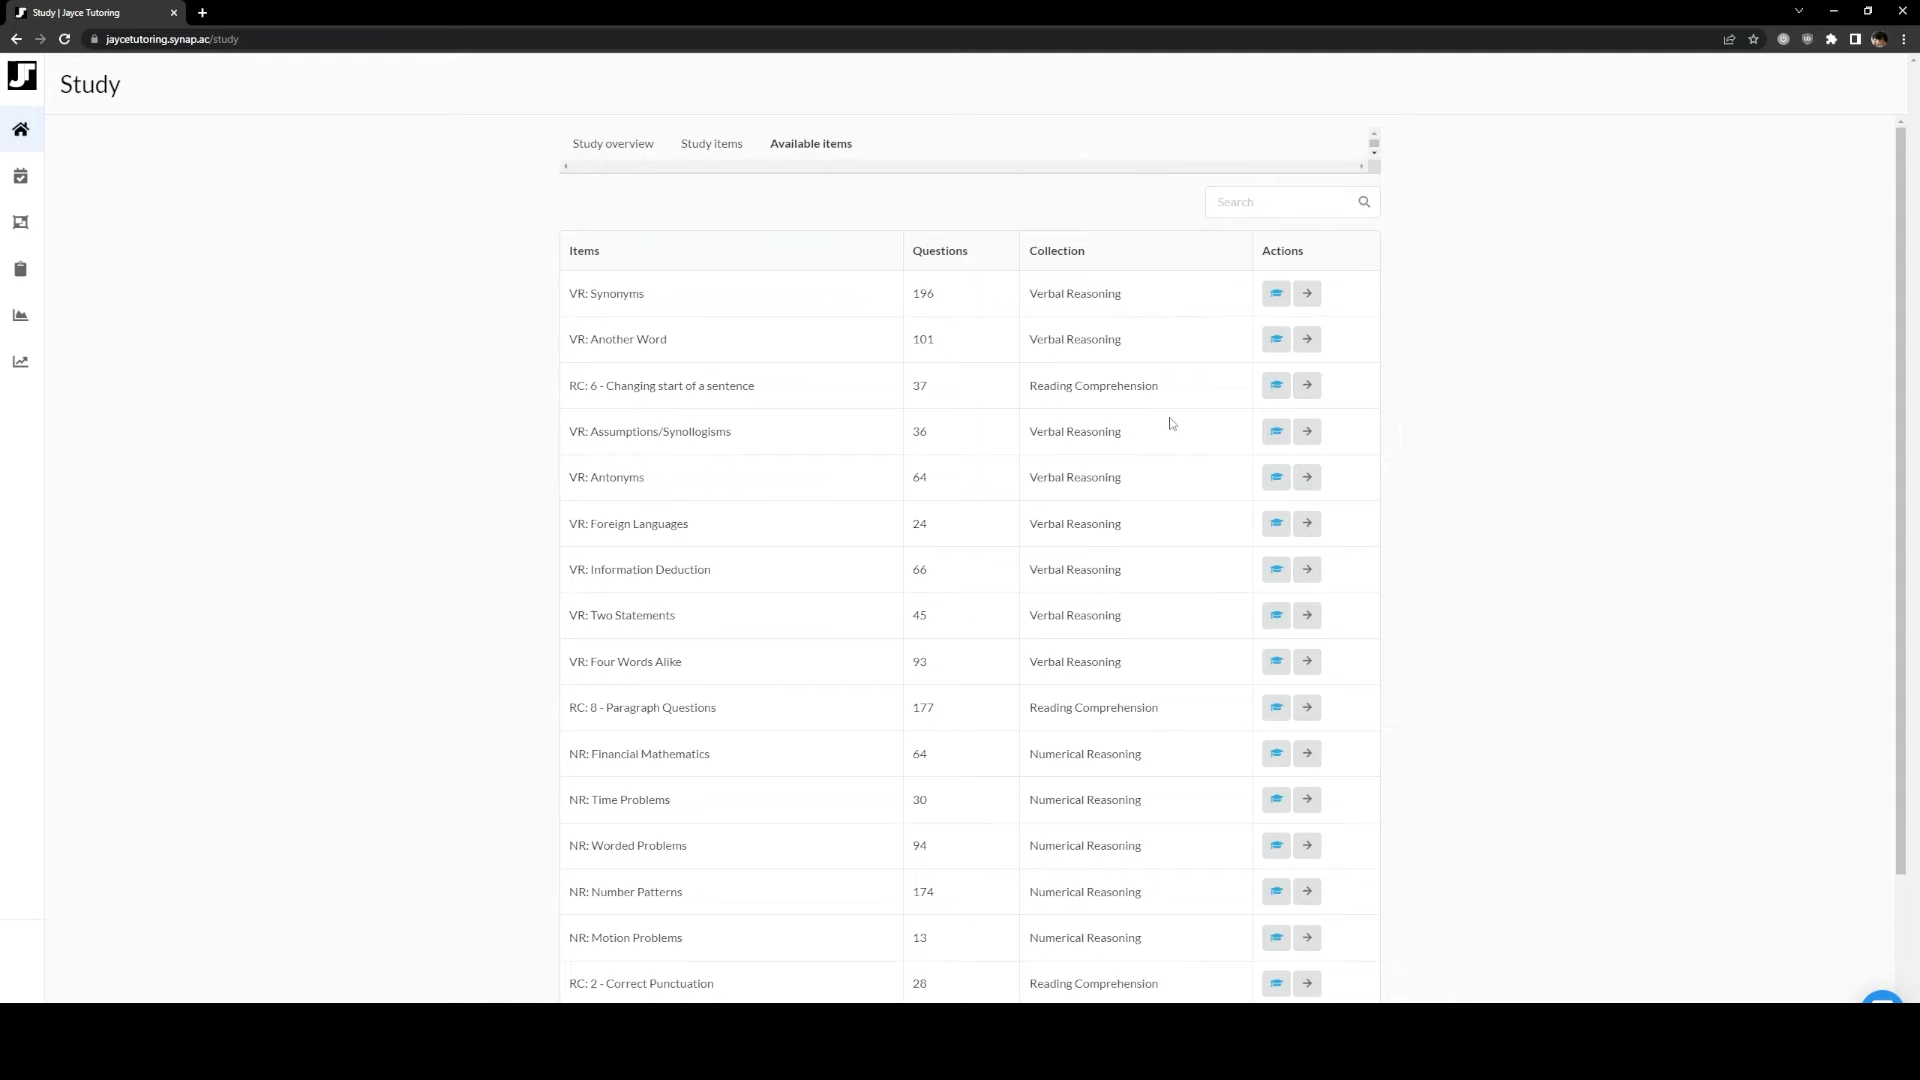 Study | Jayce Tutoring
jaycetutoring.synap.ac/study
Study
Study overview Study items Available items
Search
Items Questions Collection Actions
VR: Synonyms 196 Verbal Reasoning
VR: Another Word 101 Verbal Reasoning
RC: 6 - Changing start of a sentence 37 Reading Comprehension
VR: Assumptions/Synollogisms 36 Verbal Reasoning
VR: Antonyms 64 Verbal Reasoning
VR: Foreign Languages 24 Verbal Reasoning
VR: Information Deduction 66 Verbal Reasoning
VR: Two Statements 45 Verbal Reasoning
VR: Four Words Alike 93 Verbal Reasoning
RC: 8 - Paragraph Questions 177 Reading Comprehension
NR: Financial Mathematics 64 Numerical Reasoning
NR: Time Problems 30 Numerical Reasoning
NR: Worded Problems 94 Numerical Reasoning
NR: Number Patterns 174 Numerical Reasoning
NR: Motion Problems 13 Numerical Reasoning
RC: 2 - Correct Punctuation 28 Reading Comprehension